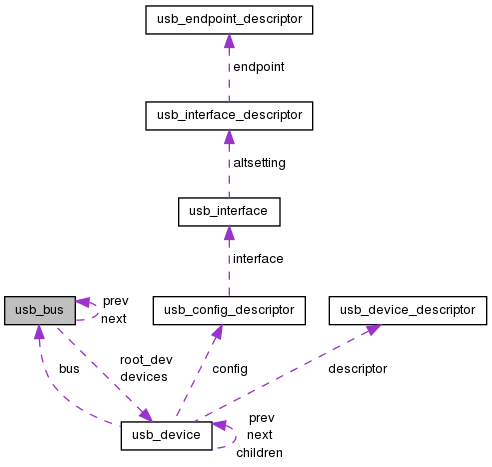 usb_endpoint_descriptor
endpoint
usb_interface_descriptor
altsetting
usb_interface
interface
usb_bus
prev
next
usb_config_descriptor
usb_device_descriptor
bus
root_dev
devices
config
descriptor
usb_device
prev
next
children